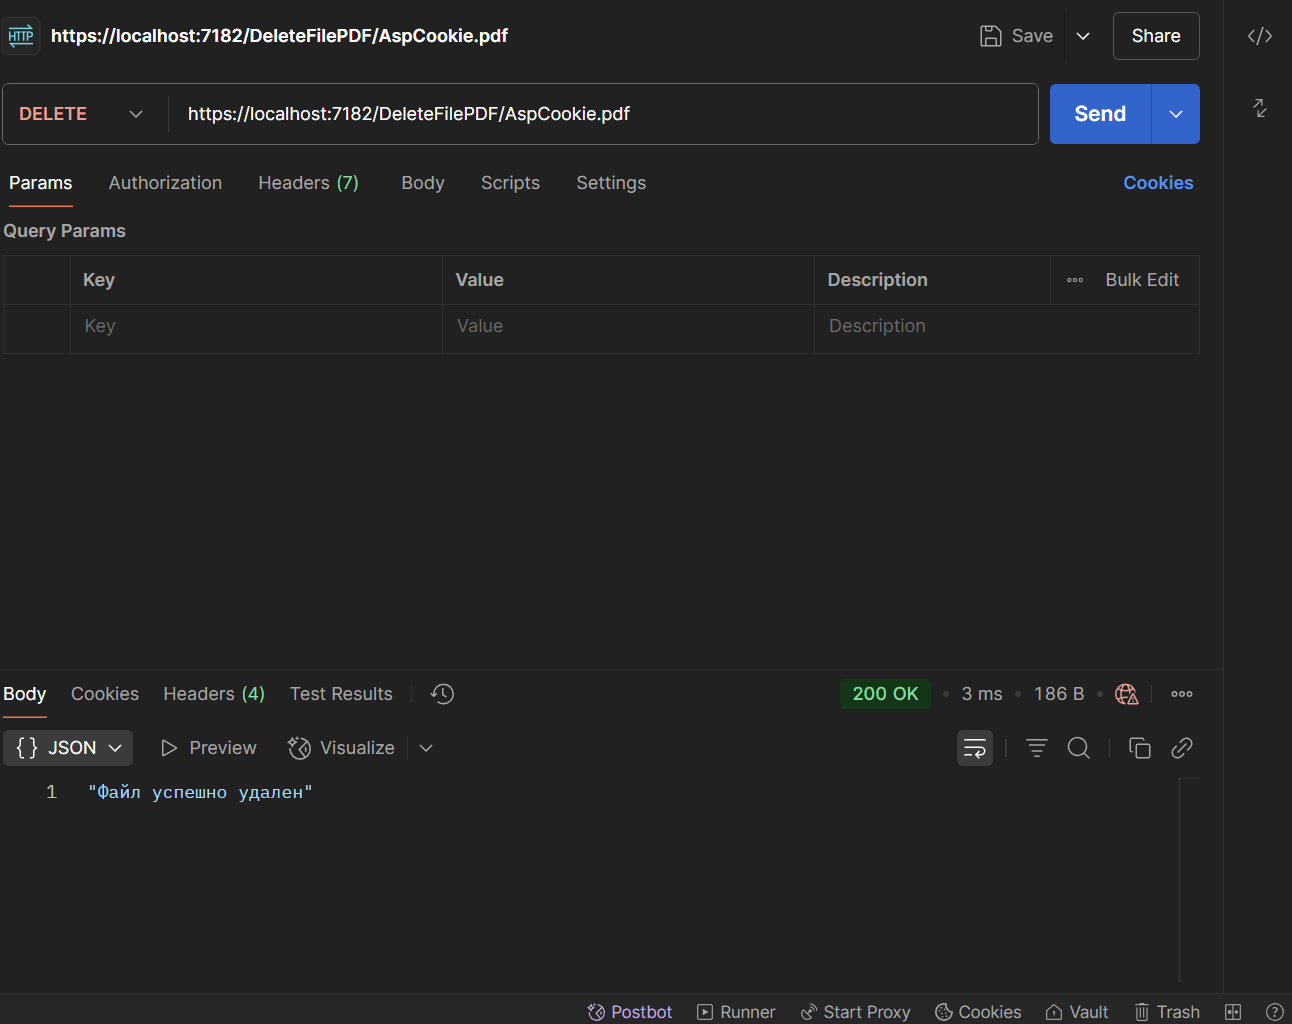 HTTP https://localhost:7182/DeleteFilePDF/AspCookie.pdf Save Share
DELETE https://localhost:7182/DeleteFilePDF/AspCookie.pdf Send
Params Authorization Headers (7) Body Scripts Settings Cookies
Query Params
Key Value Description Bulk Edit
Key Value Description
Body Cookies Headers (4) Test Results 200 OK • 3 ms • 186 B •
{} JSON Preview Visualize
1 "Файл успешно удален"
Postbot Runner Start Proxy Cookies Vault Trash